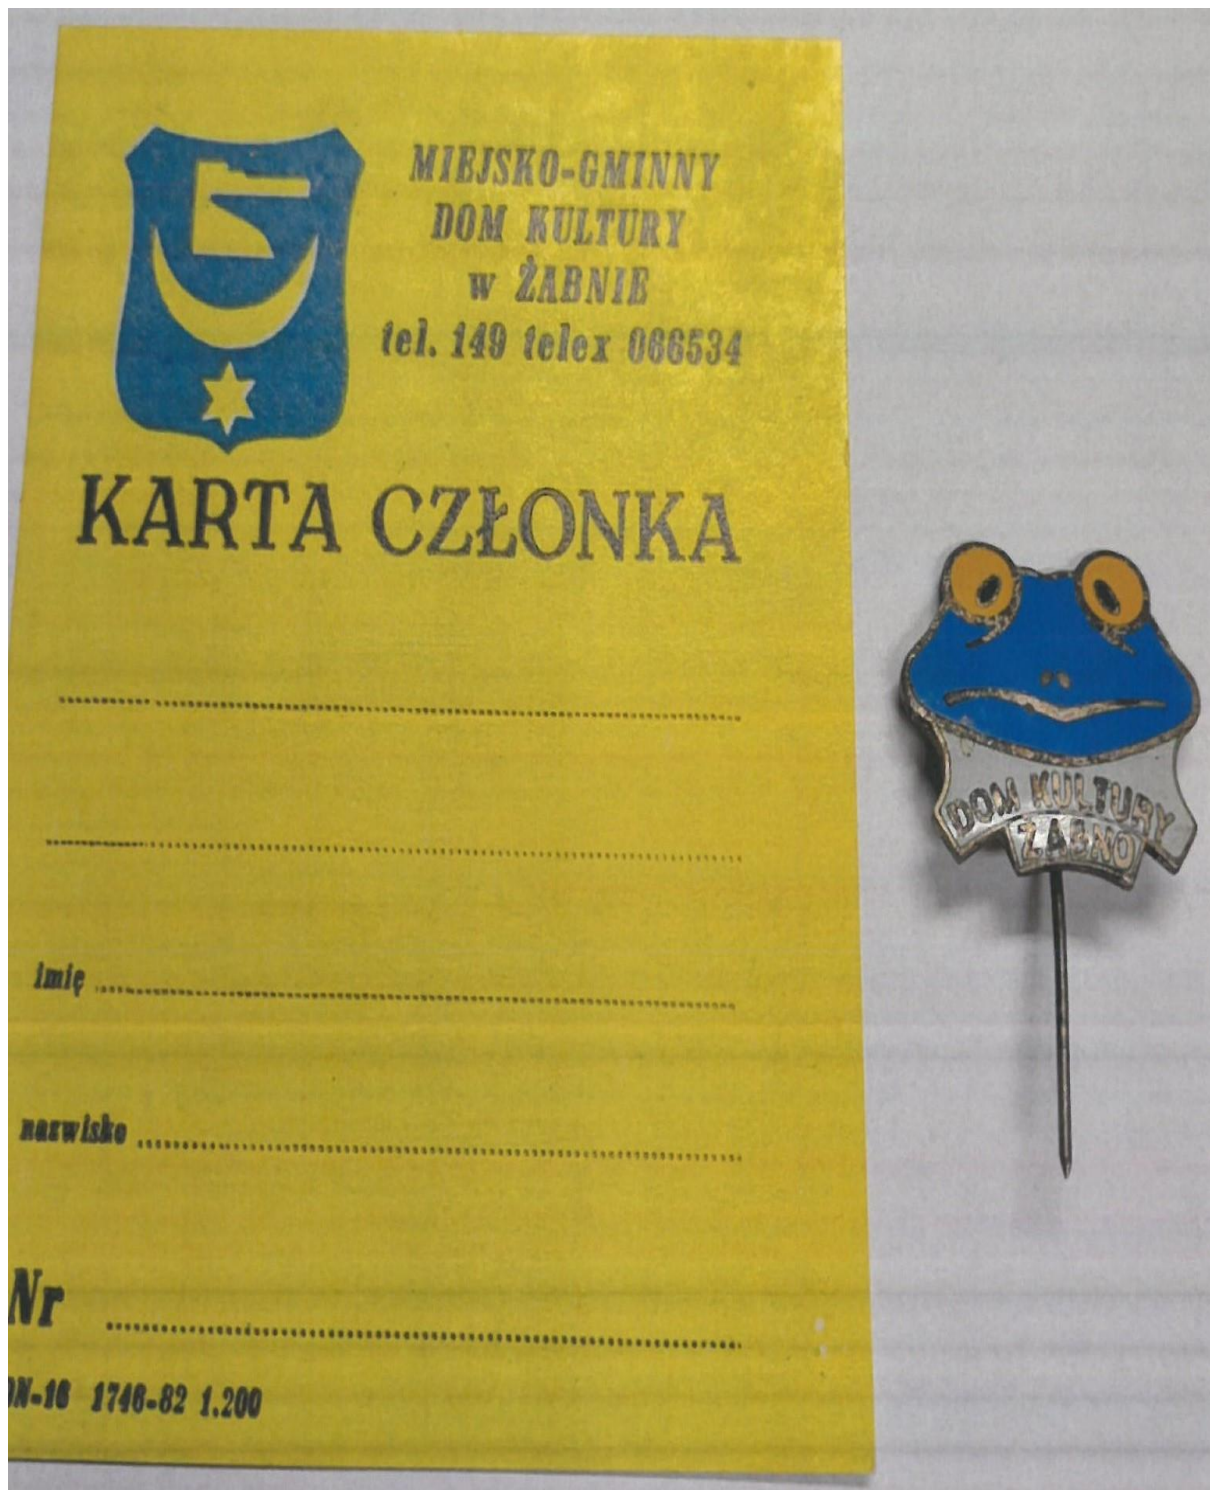 MIEJSKO-GMINNY
DOM KULTURY
w ŻABNIE
tel. 149 telex 066534
KARTA CZŁONKA
imię
nazwisko
Nr
1746-82 1.200
DOM KULTURY
ŻABNO